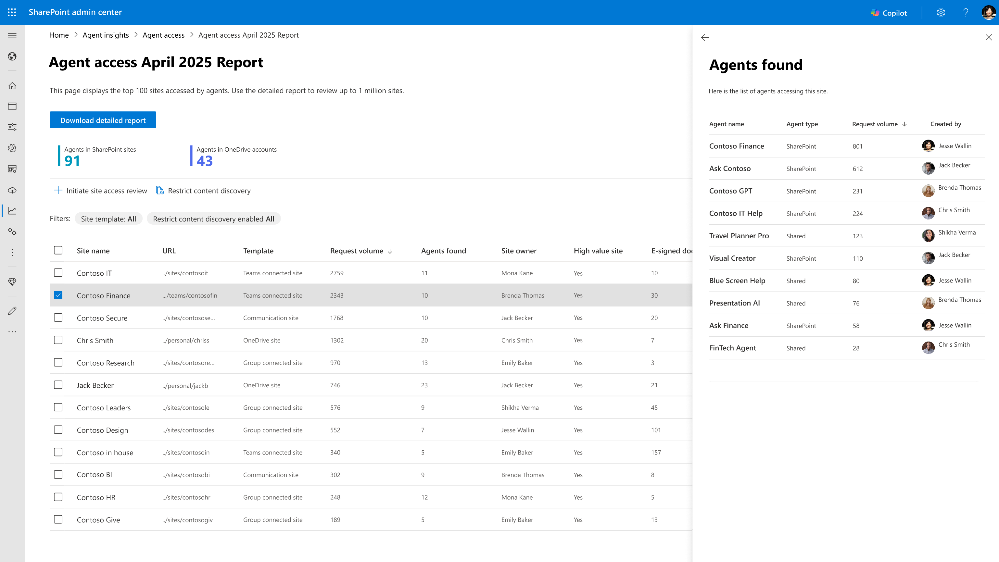 SharePoint admin center
Copilot
Home > Agent insights > Agent access > Agent access April 2025 Report
Agent access April 2025 Report
This page displays the top 100 sites accessed by agents. Use the detailed report to review up to 1 million sites.
Download detailed report
Agents in SharePoint sites
91
Agents in OneDrive accounts
43
Initiate site access review
Restrict content discovery
Filters: Site template: All Restrict content discovery enabled All
Site name URL Template Request volume ↓ Agents found Site owner High value site E-signed do
Contoso IT ../sites/contosoit Teams connected site 2759 11 Mona Kane Yes 10
Contoso Finance .../teams/contosofin Teams connected site 2343 10 Brenda Thomas Yes 30
Contoso Secure ../sites/contosose... Communication site 1768 10 Jack Becker Yes 20
Chris Smith ../personal/chriss OneDrive site 1302 20 Chris Smith Yes 7
Contoso Research ../sites/contosore... Group connected site 970 13 Emily Baker Yes 3
Jack Becker ../personal/jackb OneDrive site 746 23 Jack Becker Yes 21
Contoso Leaders ../sites/contosole Group connected site 576 9 Shikha Verma Yes 45
Contoso Design ../sites/contosodes Group connected site 552 7 Jesse Wallin Yes 101
Contoso in house ../sites/contosoin Teams connected site 340 5 Emily Baker Yes 157
Contoso BI ../sites/contosobi Communication site 302 9 Brenda Thomas Yes 8
Contoso HR ../sites/contosohr Group connected site 248 12 Mona Kane Yes 5
Contoso Give ../sites/contosogiv Group connected site 189 5 Emily Baker Yes 13
Agents found
Here is the list of agents accessing this site.
Agent name Agent type Request volume ↓ Created by
Contoso Finance SharePoint 801 Jesse Wallin
Ask Contoso SharePoint 612 Jack Becker
Contoso GPT SharePoint 231 Brenda Thomas
Contoso IT Help SharePoint 224 Chris Smith
Travel Planner Pro Shared 123 Shikha Verma
Visual Creator SharePoint 110 Jack Becker
Blue Screen Help Shared 80 Jesse Wallin
Presentation AI Shared 76 Brenda Thomas
Ask Finance SharePoint 58 Jesse Wallin
FinTech Agent Shared 28 Chris Smith